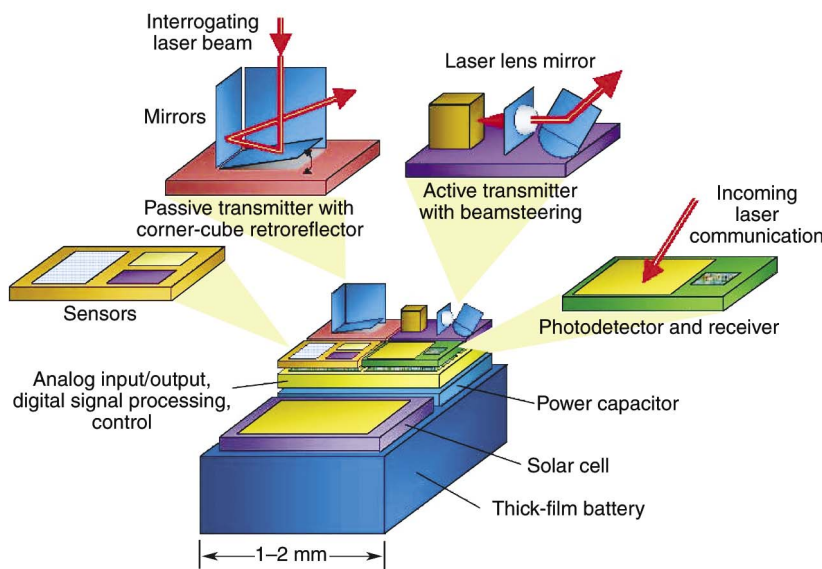 Interrogating
laser beam
Mirrors
Laser lens mirror
Passive transmitter with
corner-cube retroreflector
Active transmitter
with beamsteering
Incoming
laser
communication
Sensors
Photodetector and receiver
Analog input/output,
digital signal processing,
control
Power capacitor
Solar cell
Thick-film battery
1–2 mm